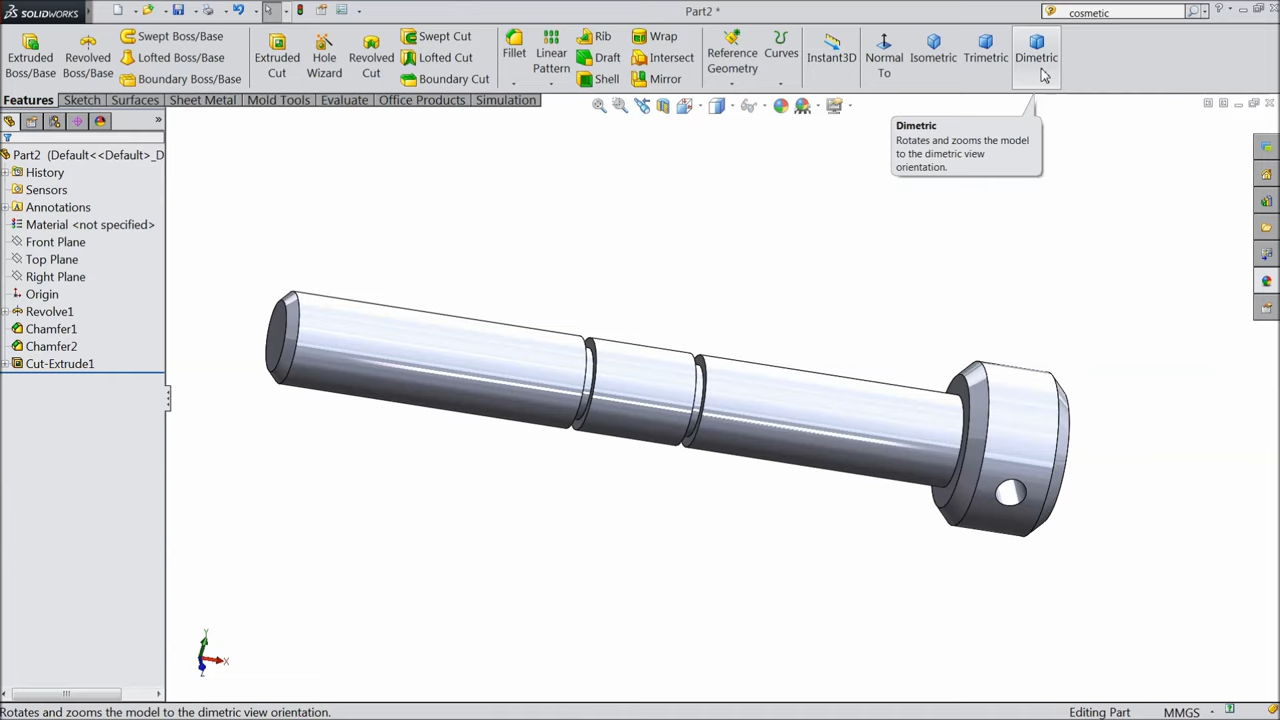 SOLIDWORKS
Part2 *
cosmetic
Extruded Boss/Base
Revolved Boss/Base
Swept Boss/Base
Lofted Boss/Base
Boundary Boss/Base
Extruded Cut
Hole Wizard
Revolved Cut
Swept Cut
Lofted Cut
Boundary Cut
Fillet
Linear Pattern
Rib
Draft
Shell
Wrap
Intersect
Mirror
Reference Geometry
Curves
Instant3D
Normal To
Isometric
Trimetric
Dimetric
Features Sketch Surfaces Sheet Metal Mold Tools Evaluate Office Products Simulation
Dimetric
Rotates and zooms the model
to the dimetric view
orientation.
Part2 (Default<<Default>_D
History
Sensors
Annotations
Material <not specified>
Front Plane
Top Plane
Right Plane
Origin
Revolve1
Chamfer1
Chamfer2
Cut-Extrude1
Y
X
Z
Rotates and zooms the model to the dimetric view orientation.
Editing Part
MMGS